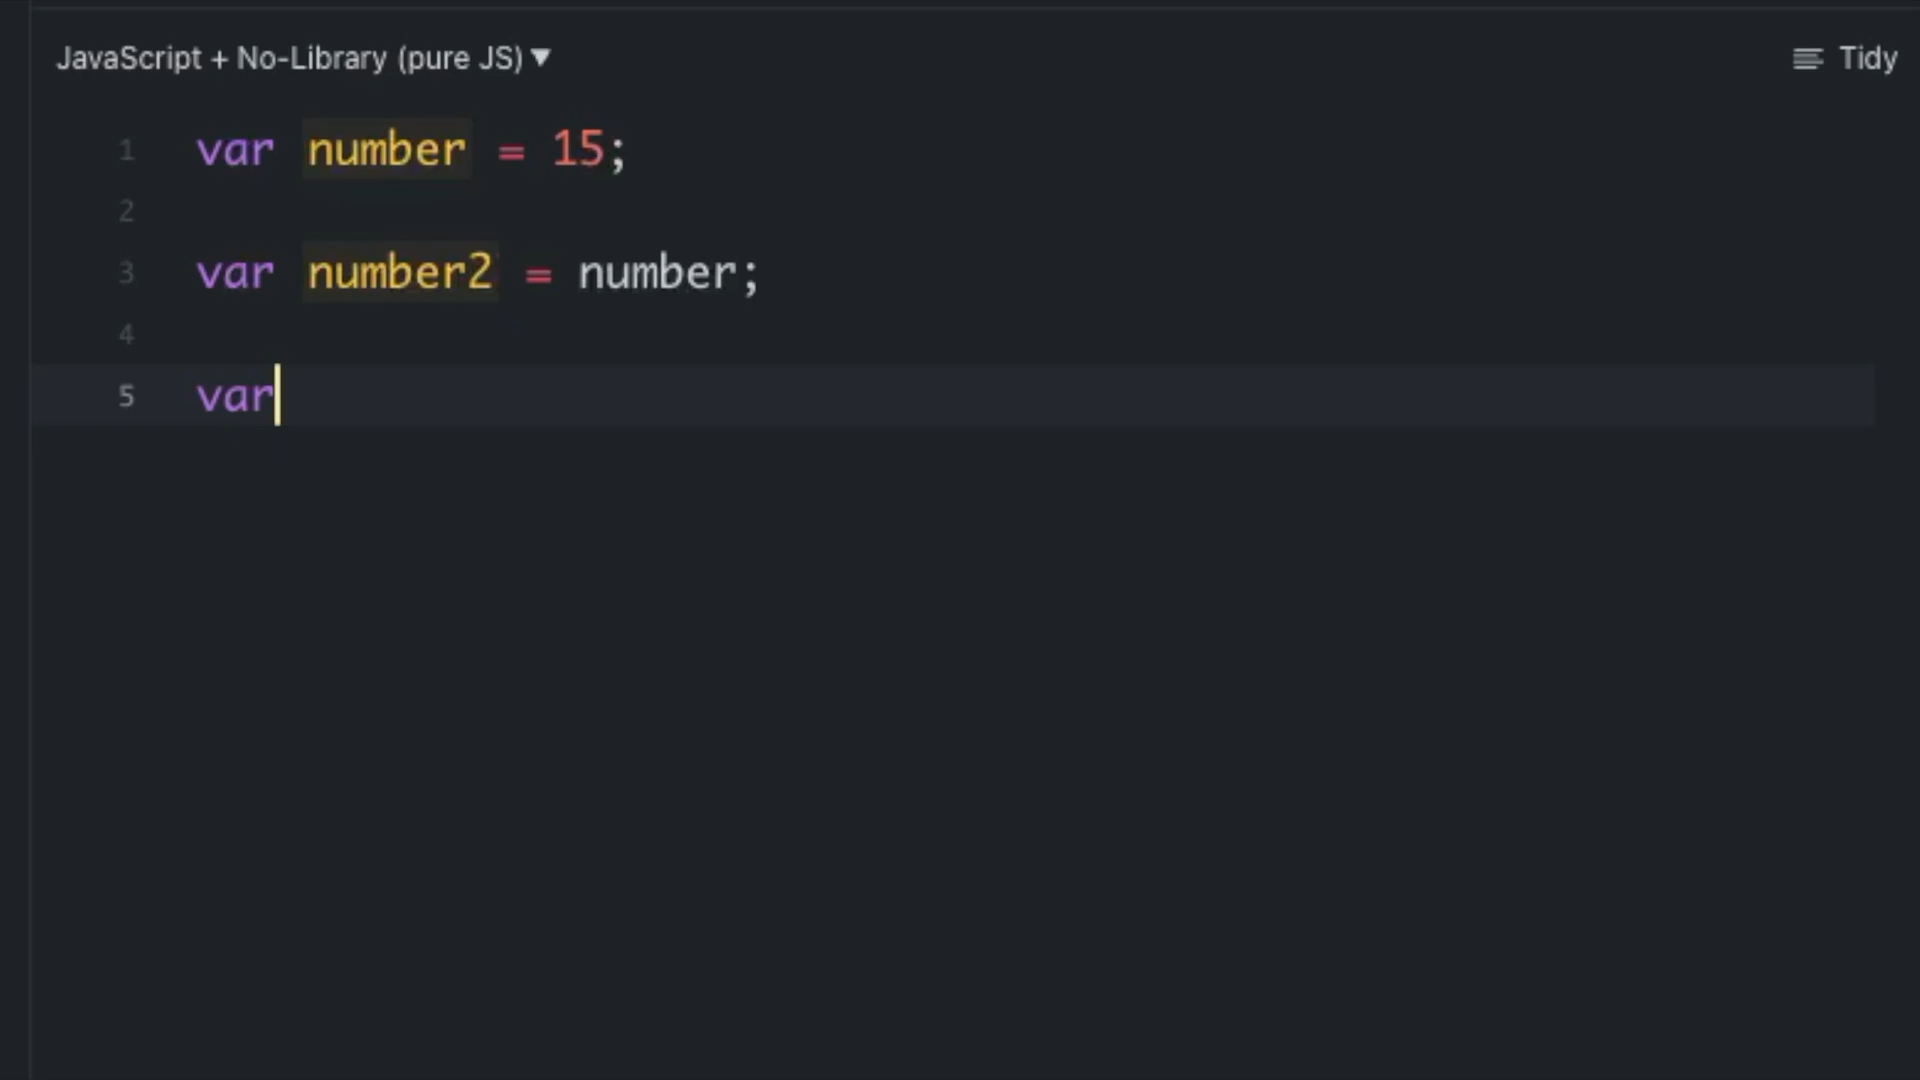 JavaScript + No-Library (pure JS) ▼
Tidy
1 var number = 15;
2
3 var number2 = number;
4
5 var